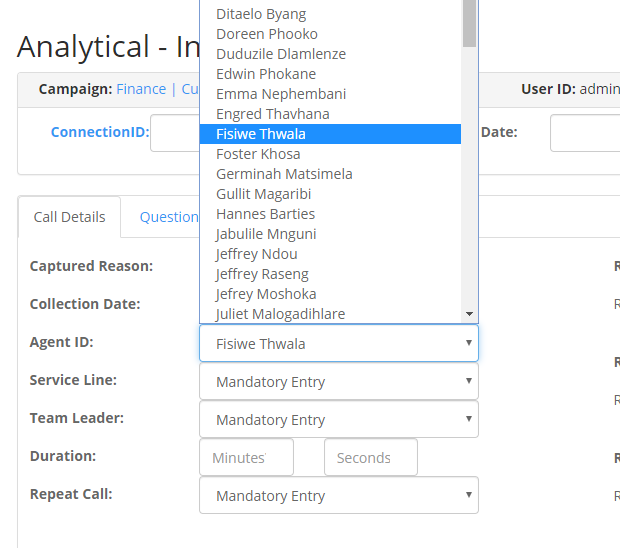 Ditaelo Byang
Doreen Phooko
Analytical - In
Duduzile Dlamlenze
Edwin Phokane
Campaign: Finance | Cu
Emma Nephembani
User ID: admin
Engred Thavhana
ConnectionID:
Fisiwe Thwala
Date:
Foster Khosa
Germinah Matsimela
Gullit Magaribi
Call Details
Question
Hannes Barties
Jabulile Mnguni
Jeffrey Ndou
Captured Reason:
R
Jeffrey Raseng
Jefrey Moshoka
Collection Date:
R
Juliet Malogadihlare
Agent ID:
Fisiwe Thwala
R
Service Line:
Mandatory Entry
R
Team Leader:
Mandatory Entry
Duration:
Minutes
Seconds
R
Repeat Call:
Mandatory Entry
R